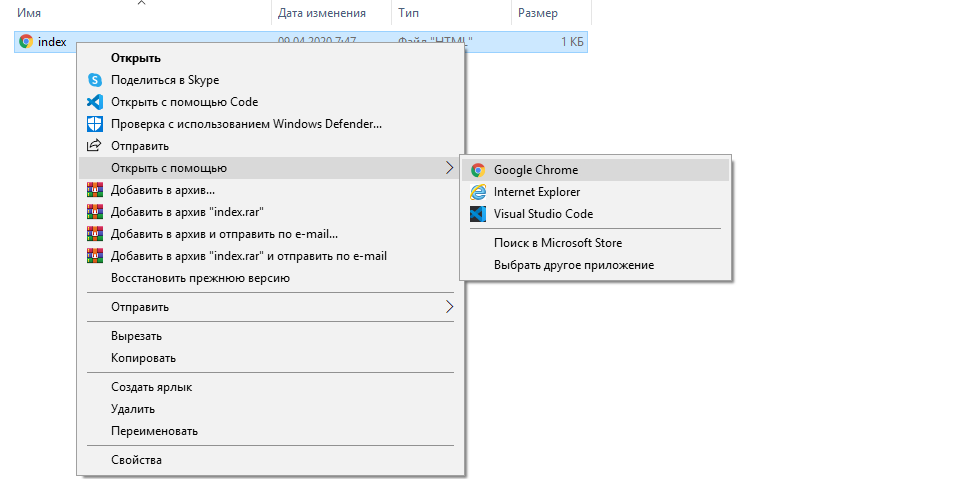 Имя Дата изменения Тип Размер
index 09.04.2020 7:47 Файл "HTML" 1 КБ
Открыть
Поделиться в Skype
Открыть с помощью Code
Проверка с использованием Windows Defender...
Отправить
Открыть с помощью
Google Chrome
Internet Explorer
Visual Studio Code
Поиск в Microsoft Store
Выбрать другое приложение
Добавить в архив...
Добавить в архив "index.rar"
Добавить в архив и отправить по e-mail...
Добавить в архив "index.rar" и отправить по e-mail
Восстановить прежнюю версию
Отправить
Вырезать
Копировать
Создать ярлык
Удалить
Переименовать
Свойства